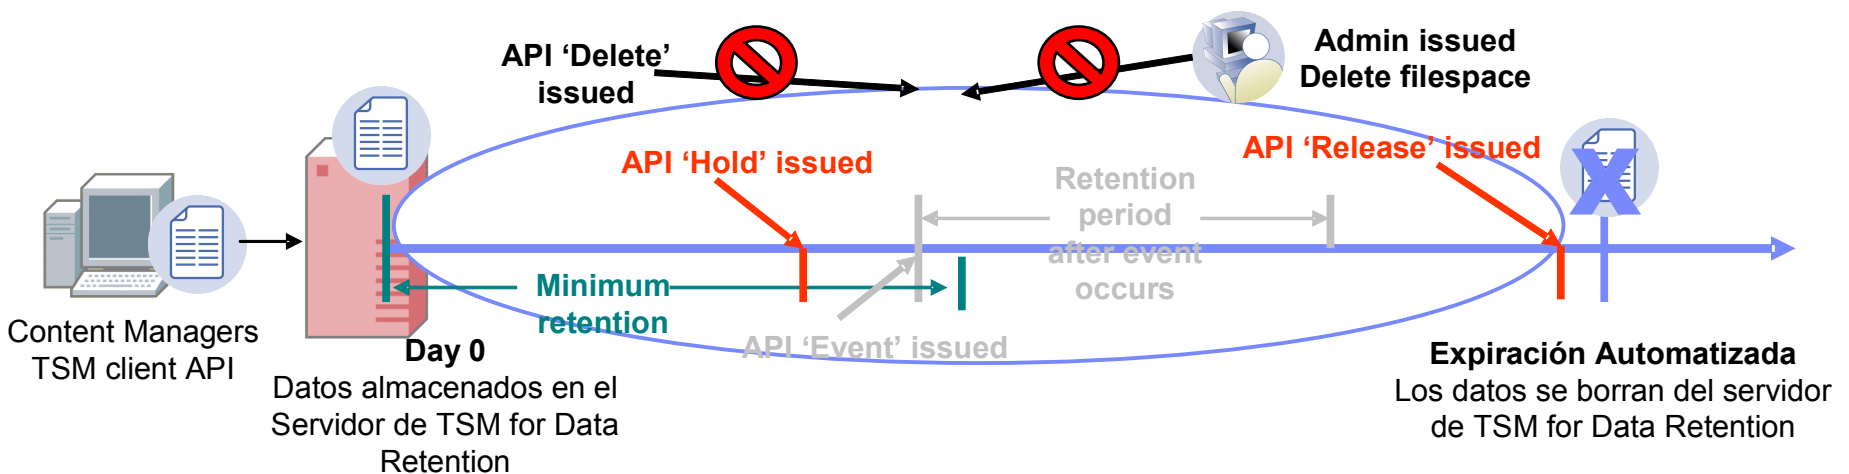 API ‘Delete’
issued
Admin issued
Delete filespace
API ‘Hold’ issued
API ‘Release’ issued
Retention
period
after event
occurs
Minimum
retention
API ‘Event’ issued
Content Managers
TSM client API
Day 0
Datos almacenados en el
Servidor de TSM for Data
Retention
Expiración Automatizada
Los datos se borran del servidor
de TSM for Data Retention